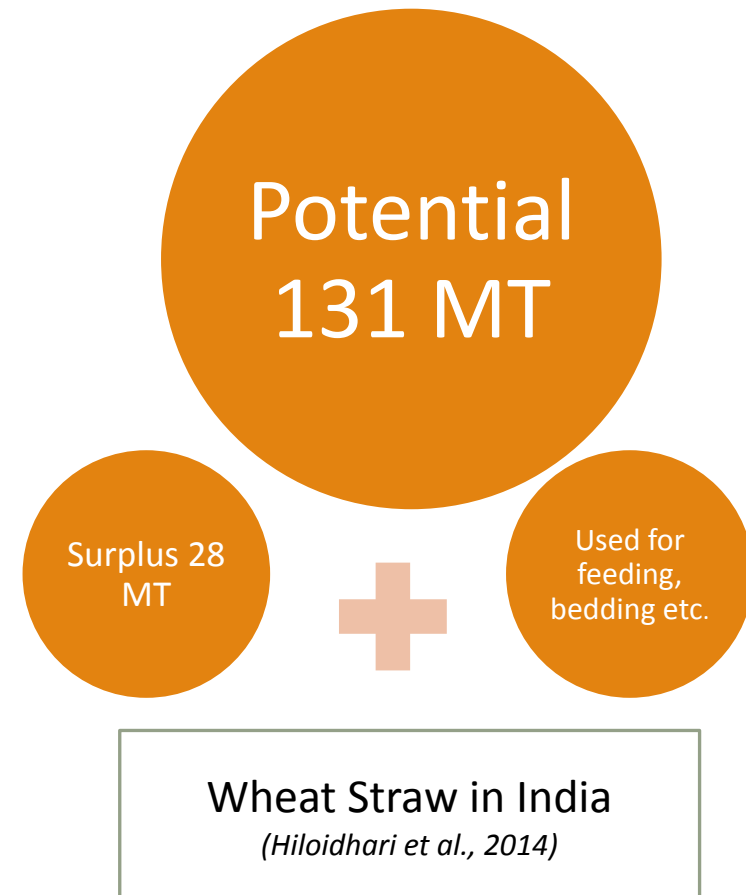 Potential
131 MT
Surplus 28
MT
Used for
feeding,
bedding etc.
Wheat Straw in India
(Hiloidhari et al., 2014)